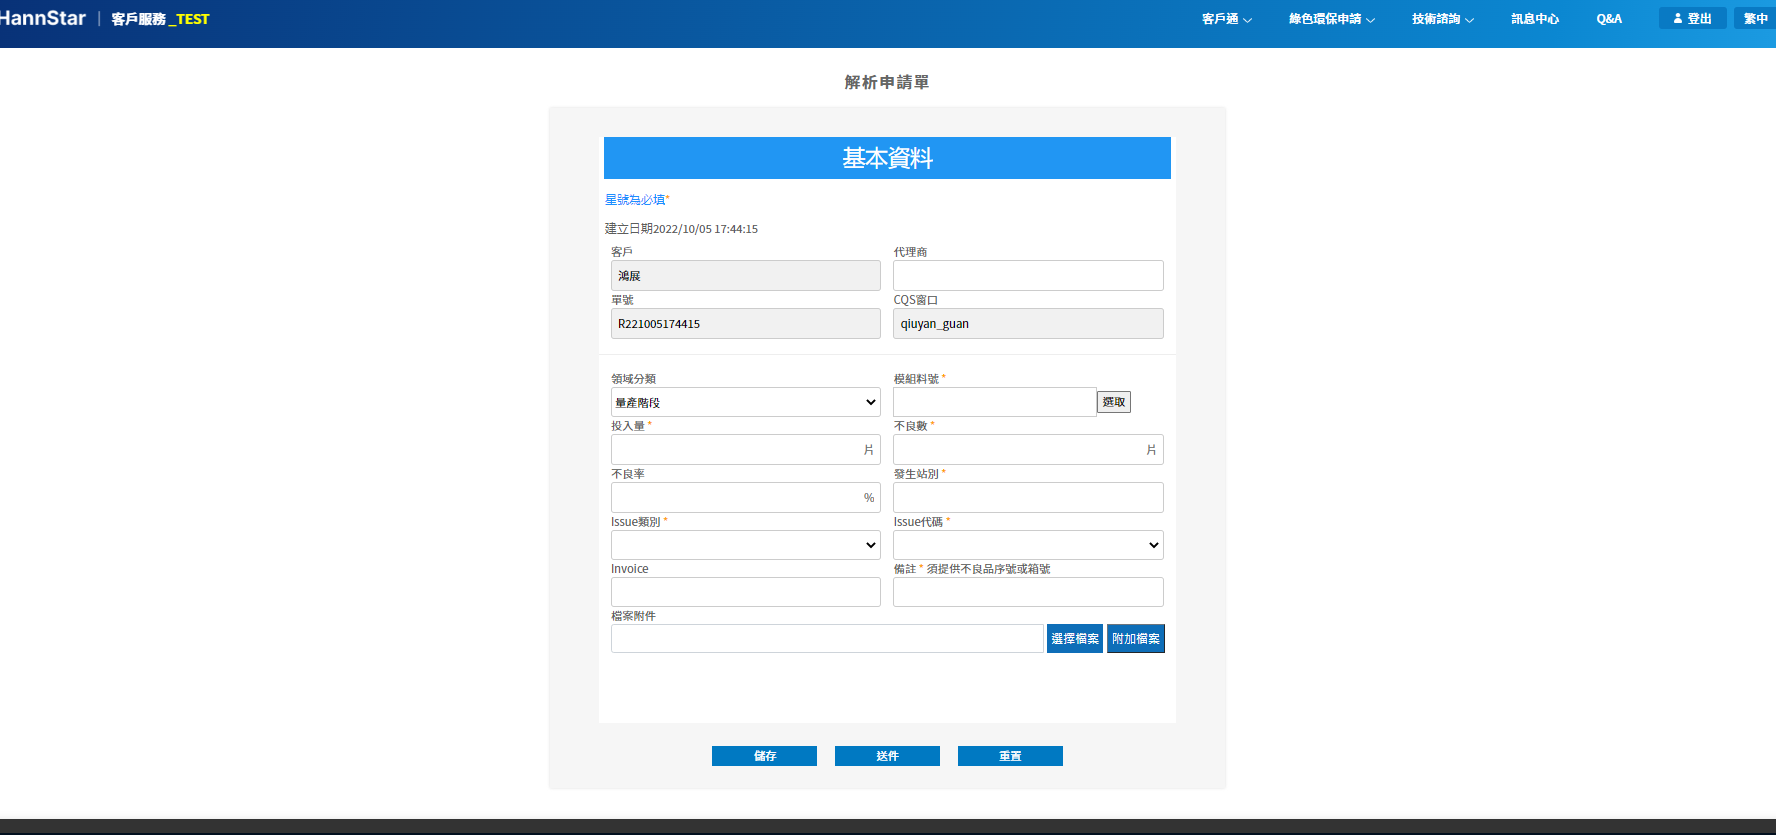 HannStar | 客戶服務_TEST
客戶通
綠色環保申請
技術諮詢
訊息中心
Q&A
登出
繁中
解析申請單
基本資料
星號為必填*
建立日期2022/10/05 17:44:15
客戶
代理商
鴻展
單號
CQS窗口
R221005174415
qiuyan_guan
領域分類
模組料號 *
量產階段
選取
投入量 *
不良數 *
片
片
不良率
發生站別 *
%
Issue類別 *
Issue代碼 *
Invoice
備註 * 須提供不良品序號或箱號
檔案附件
選擇檔案
附加檔案
儲存
送件
重置